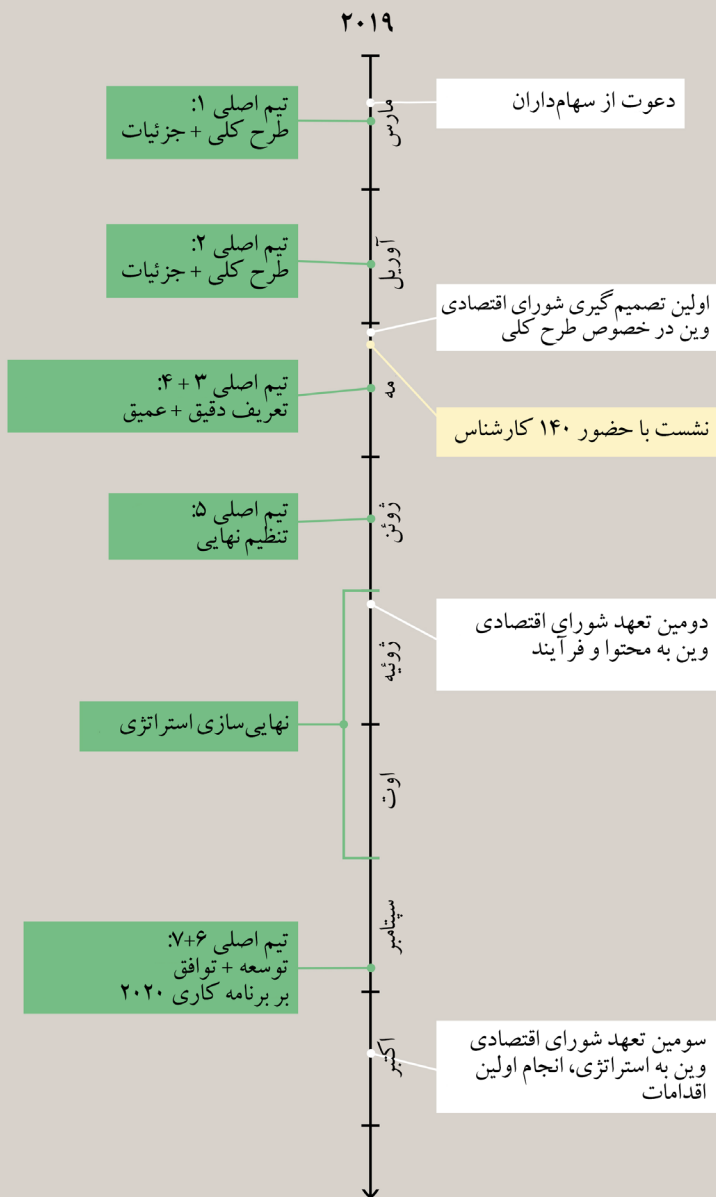 ۲۰۱۹
دعوت از سهام‌داران
مارس
تیم اصلی ۱:
طرح کلی + جزئیات
آوریل
تیم اصلی ۲:
طرح کلی + جزئیات
اولین تصمیم‌گیری شورای اقتصادی
وین در خصوص طرح کلی
مه
تیم اصلی ۳ + ۴:
تعریف دقیق + عمیق
نشست با حضور ۱۴۰ کارشناس
ژوئن
تیم اصلی ۵:
تنظیم نهایی
دومین تعهد شورای اقتصادی
وین به محتوا و فرآیند
ژوئیه
نهایی‌سازی استراتژی
اوت
سپتامبر
تیم اصلی ۶+۷:
توسعه + توافق
بر برنامه کاری ۲۰۲۰
سومین تعهد شورای اقتصادی
وین به استراتژی، انجام اولین
اقدامات
اکتبر